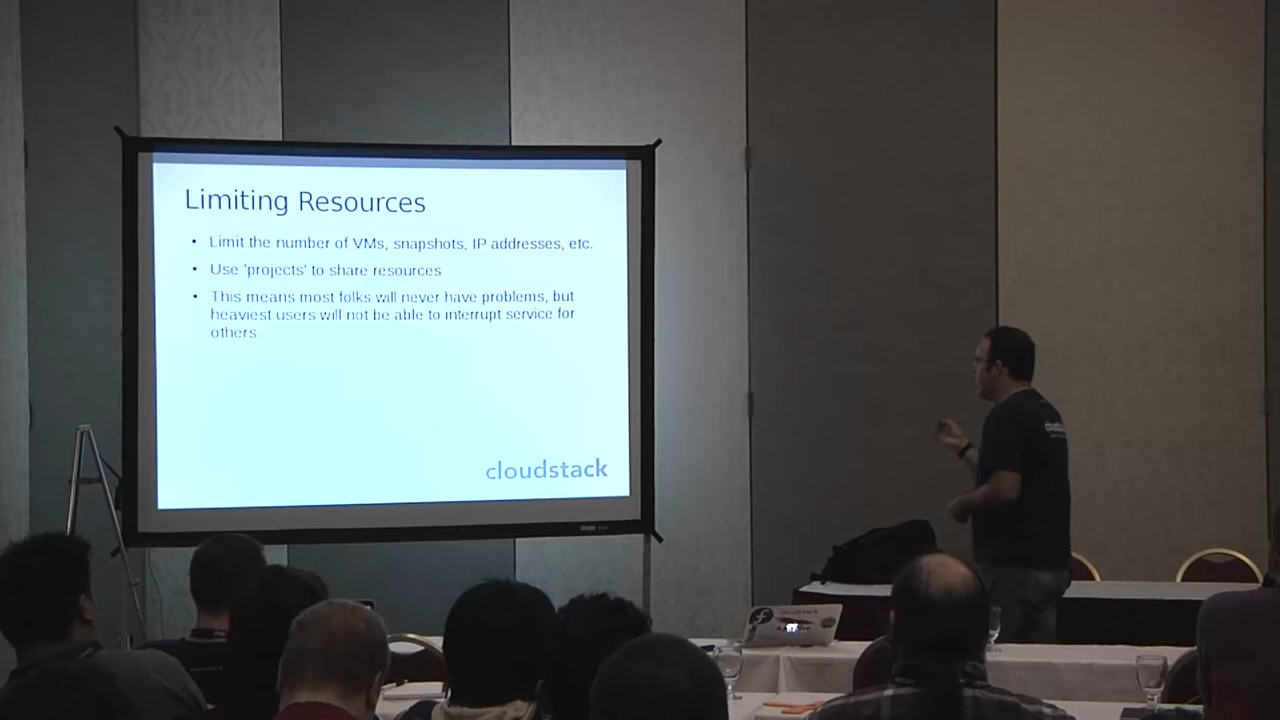 Limiting Resources
Limit the number of VMs, snapshots, IP addresses, etc.
Use 'projects' to share resources
This means most folks will never have problems, but
heaviest users will not be able to interrupt service for
others.
cloudstack
cloudstack